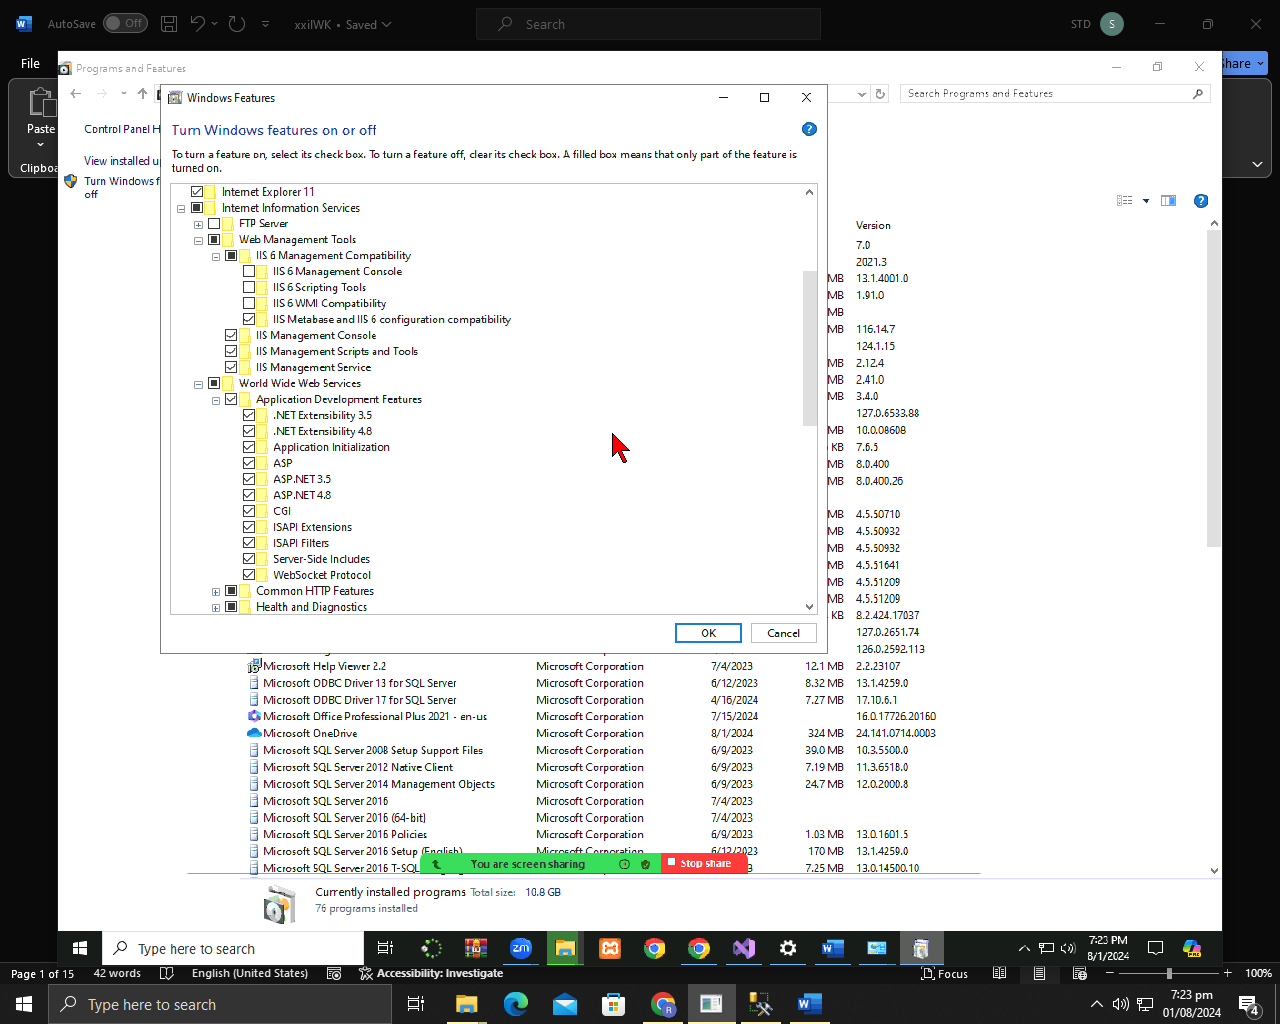 AutoSave Off xxilWK • Saved Search STD S
File Share
Programs and Features
Search Programs and Features
Paste
Clipboa
Control Panel H
View installed u
Turn Windows f
off
Windows Features
Turn Windows features on or off
To turn a feature on, select its check box. To turn a feature off, clear its check box. A filled box means that only part of the feature is
turned on.
Internet Explorer 11
Internet Information Services
FTP Server
Web Management Tools
IIS 6 Management Compatibility
IIS 6 Management Console
IIS 6 Scripting Tools
IIS 6 WMI Compatibility
IIS Metabase and IIS 6 configuration compatibility
IIS Management Console
IIS Management Scripts and Tools
IIS Management Service
World Wide Web Services
Application Development Features
.NET Extensibility 3.5
.NET Extensibility 4.8
Application Initialization
ASP
ASP.NET 3.5
ASP.NET 4.8
CGI
ISAPI Extensions
ISAPI Filters
Server-Side Includes
WebSocket Protocol
Common HTTP Features
Health and Diagnostics
OK Cancel
Version
7.0
2021.3
MB 13.1.4001.0
MB 1.91.0
MB
MB 116.14.7
124.1.15
MB 2.12.4
MB 2.41.0
MB 3.4.0
127.0.6533.88
MB 10.0.08608
KB 7.6.5
MB 8.0.400
MB 8.0.400.26
MB 4.5.50710
MB 4.5.50932
MB 4.5.50932
MB 4.5.51641
MB 4.5.51209
MB 4.5.51209
KB 8.2.424.17037
127.0.2651.74
126.0.2592.113
Microsoft Help Viewer 2.2 Microsoft Corporation 7/4/2023 12.1 MB 2.2.23107
Microsoft ODBC Driver 13 for SQL Server Microsoft Corporation 6/12/2023 8.32 MB 13.1.4259.0
Microsoft ODBC Driver 17 for SQL Server Microsoft Corporation 4/16/2024 7.27 MB 17.10.6.1
Microsoft Office Professional Plus 2021 - en-us Microsoft Corporation 7/15/2024 16.0.17726.20160
Microsoft OneDrive Microsoft Corporation 8/1/2024 324 MB 24.141.0714.0003
Microsoft SQL Server 2008 Setup Support Files Microsoft Corporation 6/9/2023 39.0 MB 10.3.5500.0
Microsoft SQL Server 2012 Native Client Microsoft Corporation 6/9/2023 7.19 MB 11.3.6518.0
Microsoft SQL Server 2014 Management Objects Microsoft Corporation 6/9/2023 24.7 MB 12.0.2000.8
Microsoft SQL Server 2016 Microsoft Corporation 7/4/2023
Microsoft SQL Server 2016 (64-bit) Microsoft Corporation 7/4/2023
Microsoft SQL Server 2016 Policies Microsoft Corporation 6/9/2023 1.03 MB 13.0.1601.5
Microsoft SQL Server 2016 Setup (English) Microsoft Corporation 6/12/2023 170 MB 13.1.4259.0
Microsoft SQL Server 2016 T-SQL 3 7.25 MB 13.0.14500.10
You are screen sharing Stop share
Currently installed programs Total size: 10.8 GB
76 programs installed
Type here to search zm 7:23 PM
8/1/2024
Page 1 of 15 42 words English (United States) Accessibility: Investigate Focus 100%
Type here to search 7:23 pm
01/08/2024 4